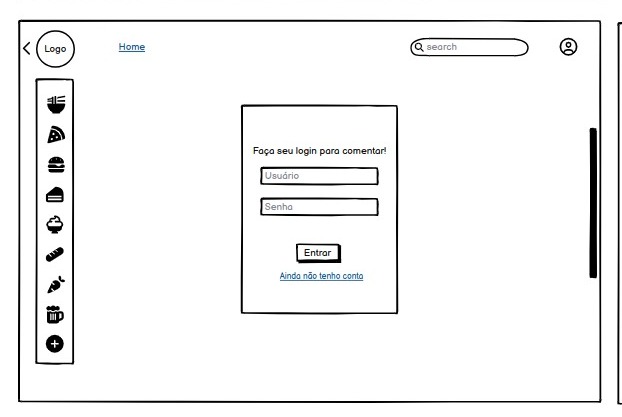 Logo
Home
search
Faça seu login para comentar!
Usuário
Senha
Entrar
Ainda não tenho conta